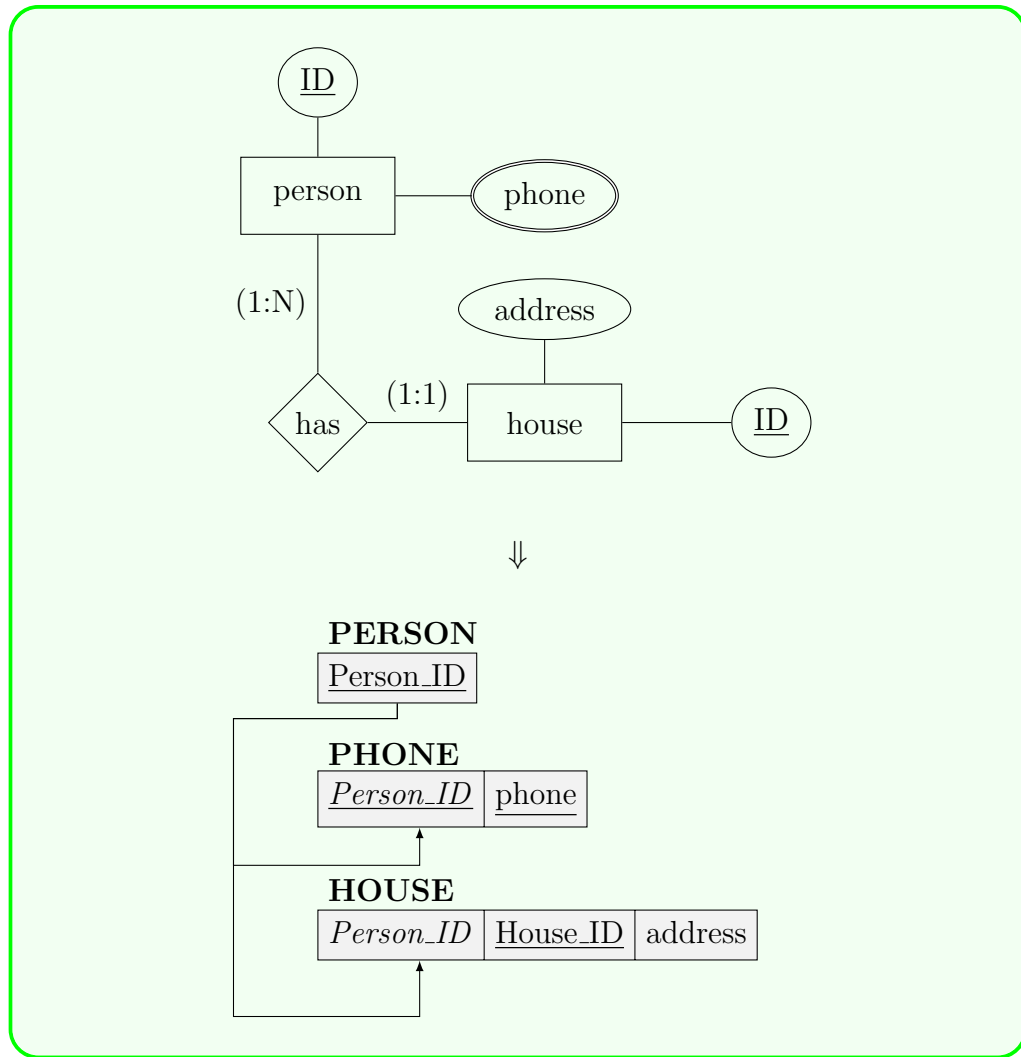 ID
person
phone
(1:N)
address
has
(1:1)
house
ID
⇓
PERSON
Person_ID
PHONE
Person_ID phone
HOUSE
Person_ID House_ID address